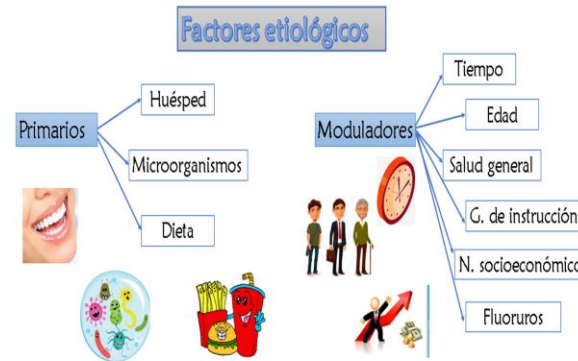 Factores etiológicos
Primarios
Huésped
Microorganismos
Dieta
Moduladores
Tiempo
Edad
Salud general
G. de instrucción
N. socioeconómico
Fluoruros